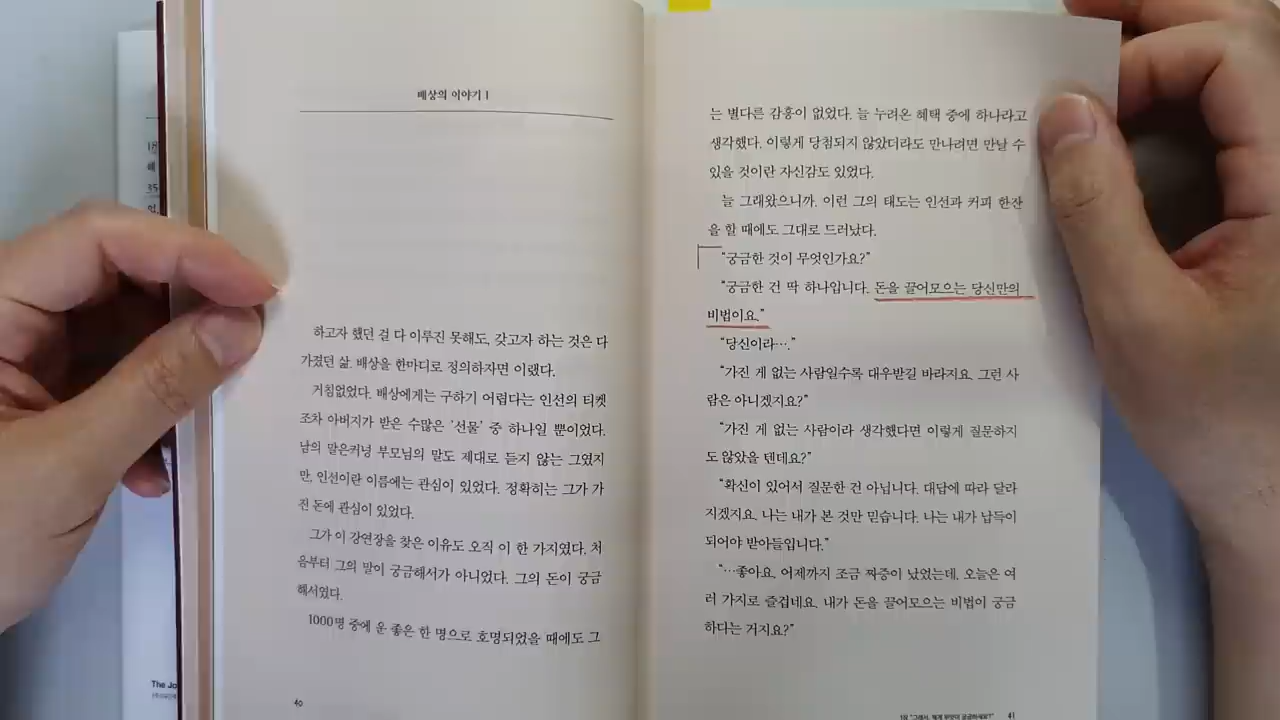 배상의 이야기 I
하고자 했던 걸 다 이루진 못해도, 갖고자 하는 것은 다
가졌던 삶. 배상을 한마디로 정의하자면 이랬다.
거침없었다. 배상에게는 구하기 어렵다는 인선의 티켓
조차 아버지가 받은 수많은 '선물' 중 하나일 뿐이었다.
남의 말은커녕 부모님의 말도 제대로 듣지 않는 그였지
만, 인선이란 이름에는 관심이 있었다. 정확히는 그가 가
진 돈에 관심이 있었다.
그가 이 강연장을 찾은 이유도 오직 이 한 가지였다. 처
음부터 그의 말이 궁금해서가 아니었다. 그의 돈이 궁금
해서였다.
1000명 중에 운 좋은 한 명으로 호명되었을 때에도 그
40
는 별다른 감흥이 없었다. 늘 누려온 혜택 중에 하나라고
생각했다. 이렇게 당첨되지 않았더라도 만나려면 만날 수
있을 것이란 자신감도 있었다.
늘 그래왔으니까. 이런 그의 태도는 인선과 커피 한잔
을 할 때에도 그대로 드러났다.
"궁금한 것이 무엇인가요?"
"궁금한 건 딱 하나입니다. 돈을 끌어모으는 당신만의
비법이요."
"당신이라…."
"가진 게 없는 사람일수록 대우받길 바라지요. 그런 사
람은 아니겠지요?"
"가진 게 없는 사람이라 생각했다면 이렇게 질문하지
도 않았을 텐데요?"
"확신이 있어서 질문한 건 아닙니다. 대답에 따라 달라
지겠지요. 나는 내가 본 것만 믿습니다. 나는 내가 납득이
되어야 받아들입니다."
"…좋아요. 어제까지 조금 짜증이 났었는데, 오늘은 여
러 가지로 즐겁네요. 내가 돈을 끌어모으는 비법이 궁금
하다는 거지요?"
1장 "그래서, 뭐가 궁금하세요?" 41
18
해
35
The Jo